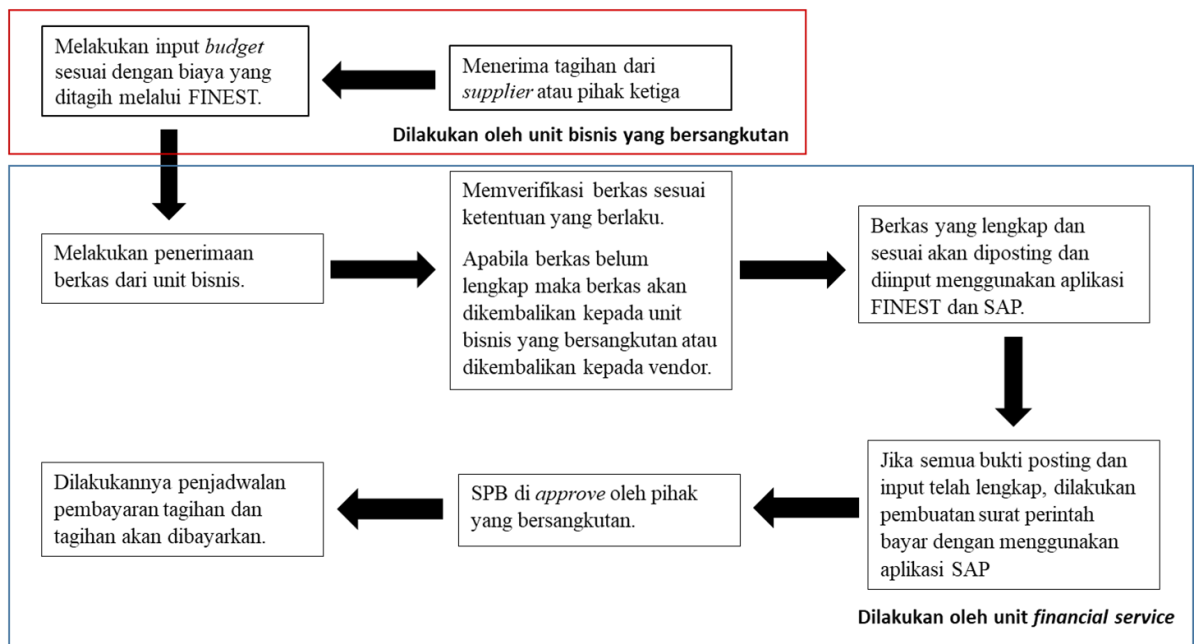 Melakukan input budget
sesuai dengan biaya yang
ditagih melalui FINEST.
Menerima tagihan dari
supplier atau pihak ketiga
Dilakukan oleh unit bisnis yang bersangkutan
Melakukan penerimaan
berkas dari unit bisnis.
Memverifikasi berkas sesuai
ketentuan yang berlaku.
Apabila berkas belum
lengkap maka berkas akan
dikembalikan kepada unit
bisnis yang bersangkutan atau
dikembalikan kepada vendor.
Berkas yang lengkap dan
sesuai akan diposting dan
diinput menggunakan aplikasi
FINEST dan SAP.
Jika semua bukti posting dan
input telah lengkap, dilakukan
pembuatan surat perintah
bayar dengan menggunakan
aplikasi SAP
SPB di approve oleh pihak
yang bersangkutan.
Dilakukannya penjadwalan
pembayaran tagihan dan
tagihan akan dibayarkan.
Dilakukan oleh unit financial service